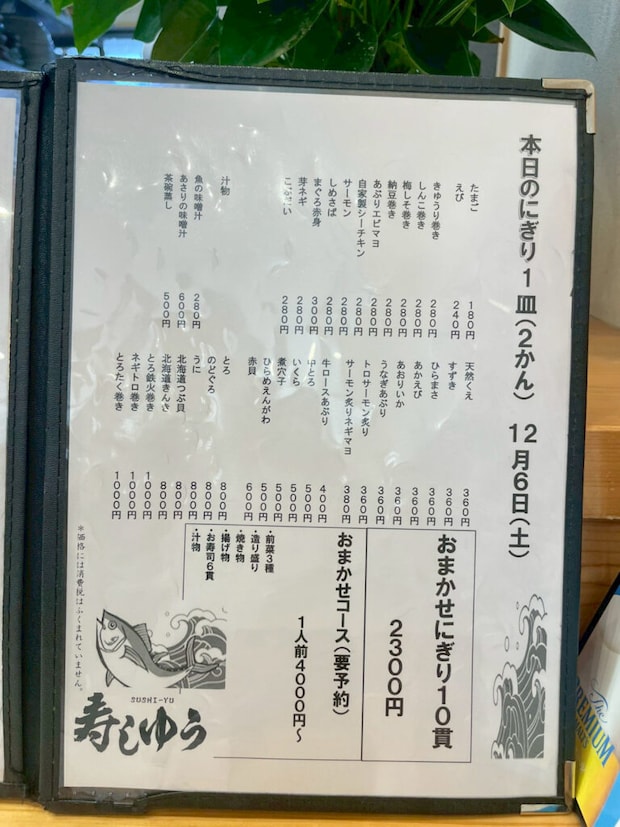 本日のにぎり1皿(2かん) 12月6日(土)
たまご 180円
えび 240円
きゅうり巻き 280円
しんこ巻き 280円
梅しそ巻き 280円
納豆巻き 280円
あぶりエビマヨ 280円
自家製シーチキン 280円
サーモン 280円
しめさば 280円
まぐろ赤身 300円
芽ネギ 280円
280円
汁物
魚の味噌汁 280円
あさりの味噌汁 600円
茶碗蒸し 500円
天然くえ 360円
すずき 360円
ひらまさ 360円
あかえび 360円
あおりいか 360円
うなぎあぶり 360円
トロサーモン炙り 360円
サーモン炙りネギマヨ 380円
牛ロースあぶり 400円
中とろ 500円
いくら 500円
煮穴子 500円
ひらめえんがわ 500円
赤貝 600円
とろ 800円
のどぐろ 800円
うに 800円
北海道つぶ貝 800円
北海道きんき 800円
とろ鉄火巻き 1000円
ネギトロ巻き 1000円
とろたく巻き 1000円
おまかせにぎり10貫
2300円
おまかせコース(要予約)
1人前4000円～
・前菜3種
・造り盛り
・焼き物
・揚げ物
・お寿司6貫
・汁物
*価格には消費税はふくまれていません。
SUSHI-YU
寿しゆう
The
PREMIUM